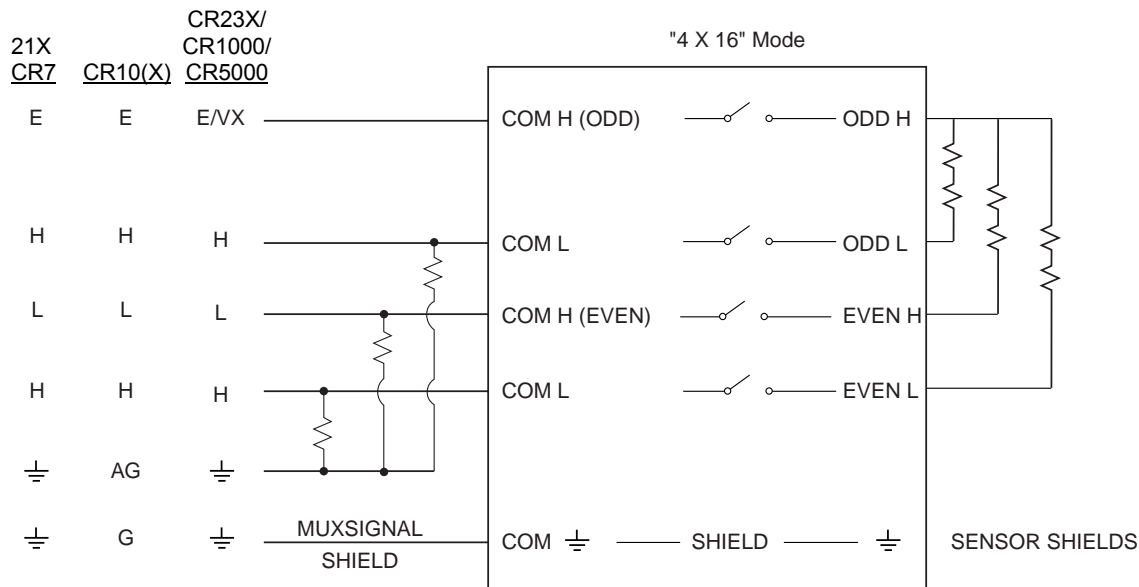 CR23X/
21X CR1000/
CR7 CR10(X) CR5000
"4 X 16" Mode
E E E/VX COM H (ODD) ODD H
H H H COM L ODD L
L L L COM H (EVEN) EVEN H
H H H COM L EVEN L
AG
G MUXSIGNAL COM SHIELD SENSOR SHIELDS
SHIELD